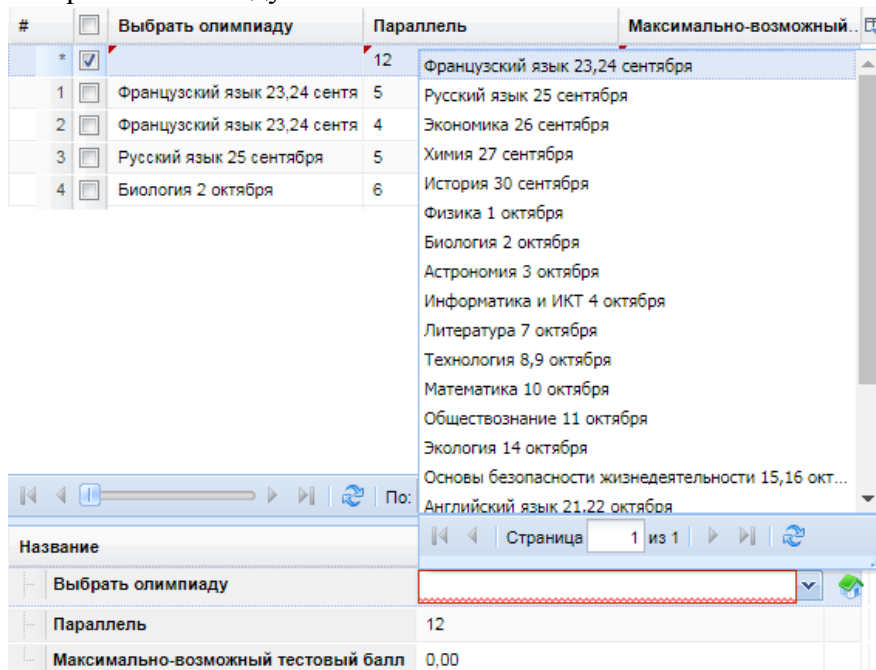 # Выбрать олимпиаду Параллель Максимально-возможный..
* 12
1 Французский язык 23,24 сентя 5
2 Французский язык 23,24 сентя 4
3 Русский язык 25 сентября 5
4 Биология 2 октября 6
Французский язык 23,24 сентября
Русский язык 25 сентября
Экономика 26 сентября
Химия 27 сентября
История 30 сентября
Физика 1 октября
Биология 2 октября
Астрономия 3 октября
Информатика и ИКТ 4 октября
Литература 7 октября
Технология 8,9 октября
Математика 10 октября
Обществознание 11 октября
Экология 14 октября
Основы безопасности жизнедеятельности 15,16 окт...
Английский язык 21,22 октября
По:
Страница 1 из 1
Название
Выбрать олимпиаду
Параллель 12
Максимально-возможный тестовый балл 0,00